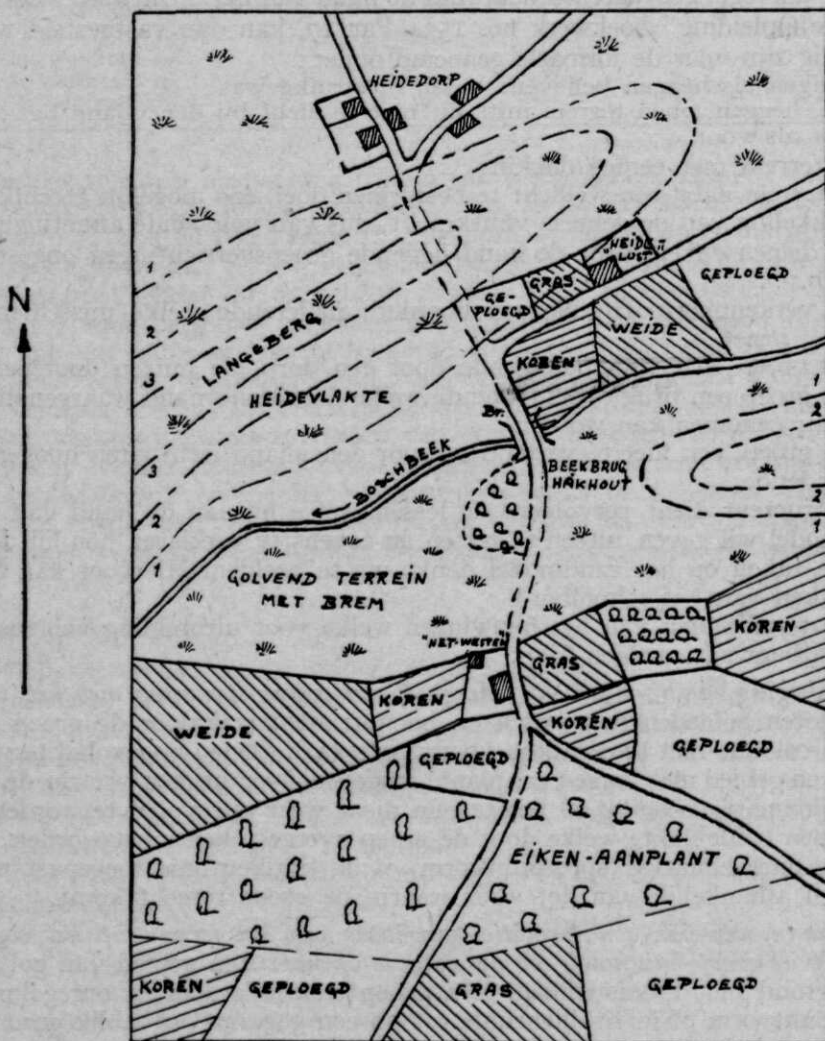 HEIDEDORP
N
"HEIDE-
LUST"
GRAS
GE-
PLOEGD
GEPLOEGD
WEIDE
KOREN
1
2
3
LANGEBERG
HEIDEVLAKTE
3
2
1
1
2
2
1
Br.
BOSCHBEEK
BEEKBRUG
HAKHOUT
GOLVEND TERREIN
MET BREM
"NET-WESTEN"
GRAS
KOREN
WEIDE
KOREN
GEPLOEGD
KOREN
GEPLOEGD
EIKEN-AANPLANT
KOREN
GEPLOEGD
GRAS
GEPLOEGD